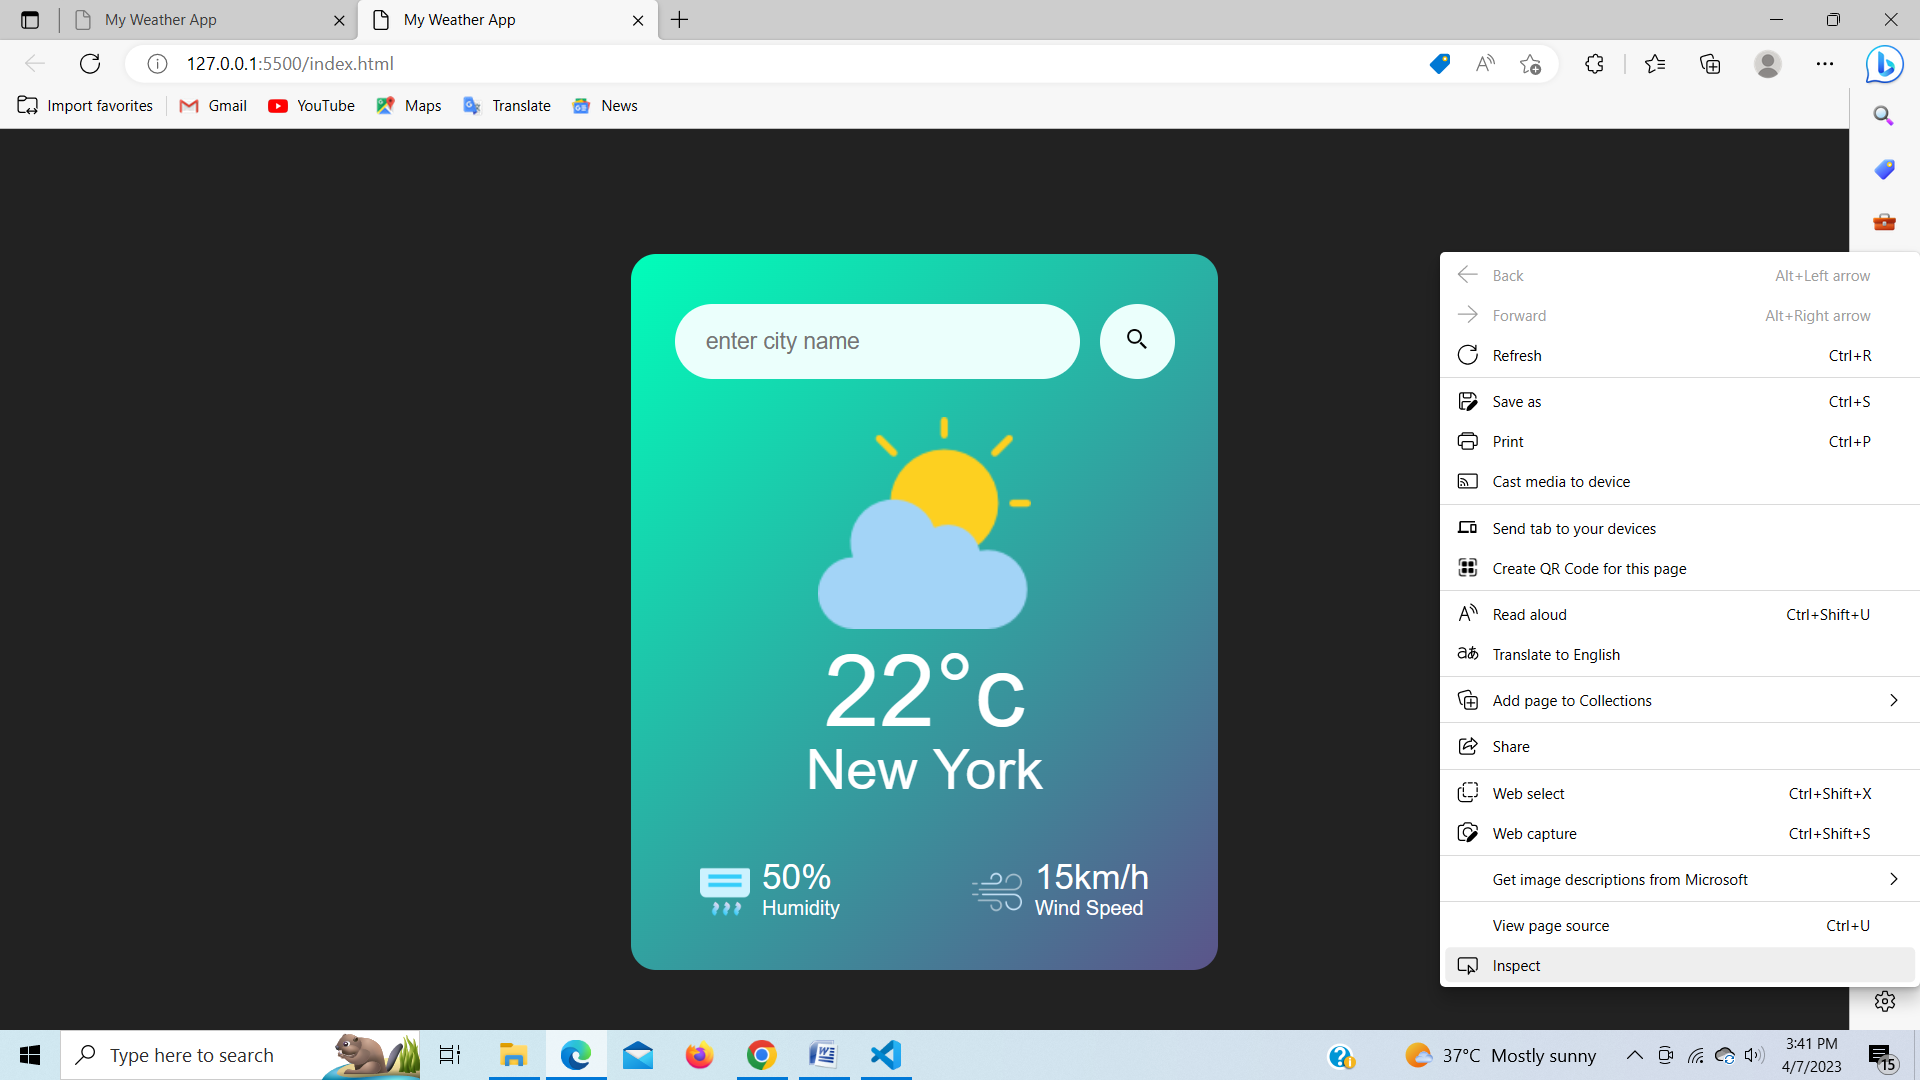 My Weather App
My Weather App
127.0.0.1:5500/index.html
Import favorites
Gmail
YouTube
Maps
Translate
News
enter city name
22°c
New York
50%
Humidity
15km/h
Wind Speed
Back Alt+Left arrow
Forward Alt+Right arrow
Refresh Ctrl+R
Save as Ctrl+S
Print Ctrl+P
Cast media to device
Send tab to your devices
Create QR Code for this page
Read aloud Ctrl+Shift+U
Translate to English
Add page to Collections
Share
Web select Ctrl+Shift+X
Web capture Ctrl+Shift+S
Get image descriptions from Microsoft
View page source Ctrl+U
Inspect
Type here to search
37°C Mostly sunny
3:41 PM
4/7/2023
15